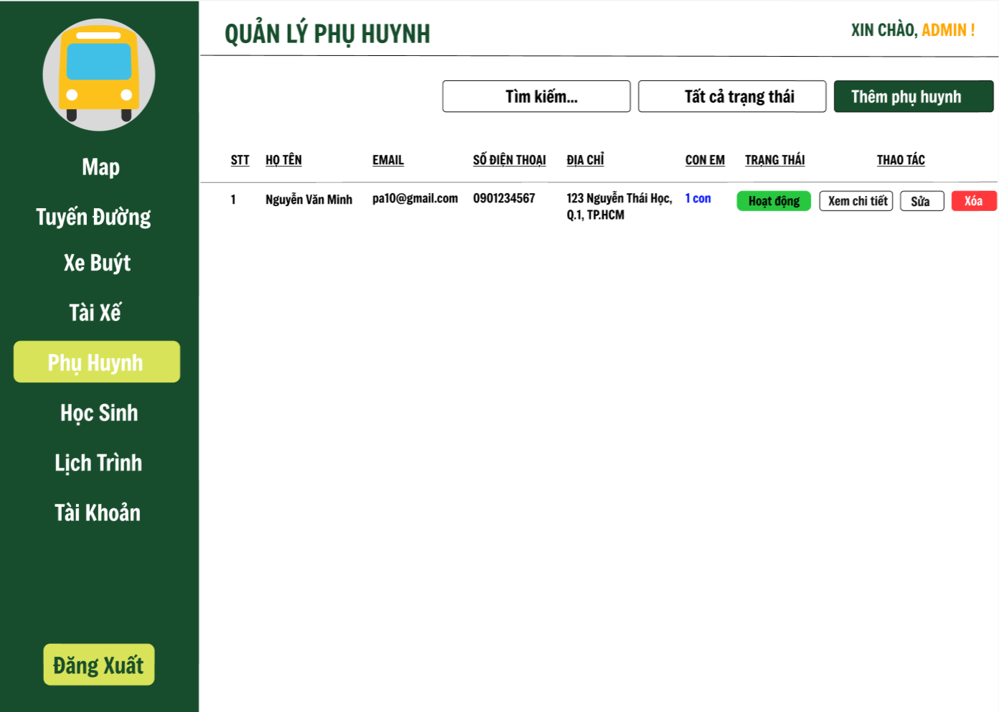 QUẢN LÝ PHỤ HUYNH
XIN CHÀO, ADMIN !
Tìm kiếm...
Tất cả trạng thái
Thêm phụ huynh
Map
Tuyến Đường
Xe Buýt
Tài Xế
Phụ Huynh
Học Sinh
Lịch Trình
Tài Khoản
Đăng Xuất
STT HỌ TÊN EMAIL SỐ ĐIỆN THOẠI ĐỊA CHỈ CON EM TRẠNG THÁI THAO TÁC
1 Nguyễn Văn Minh pa10@gmail.com 0901234567 123 Nguyễn Thái Học, 1 con Hoạt động Xem chi tiết Sửa Xóa
Q.1, TP.HCM